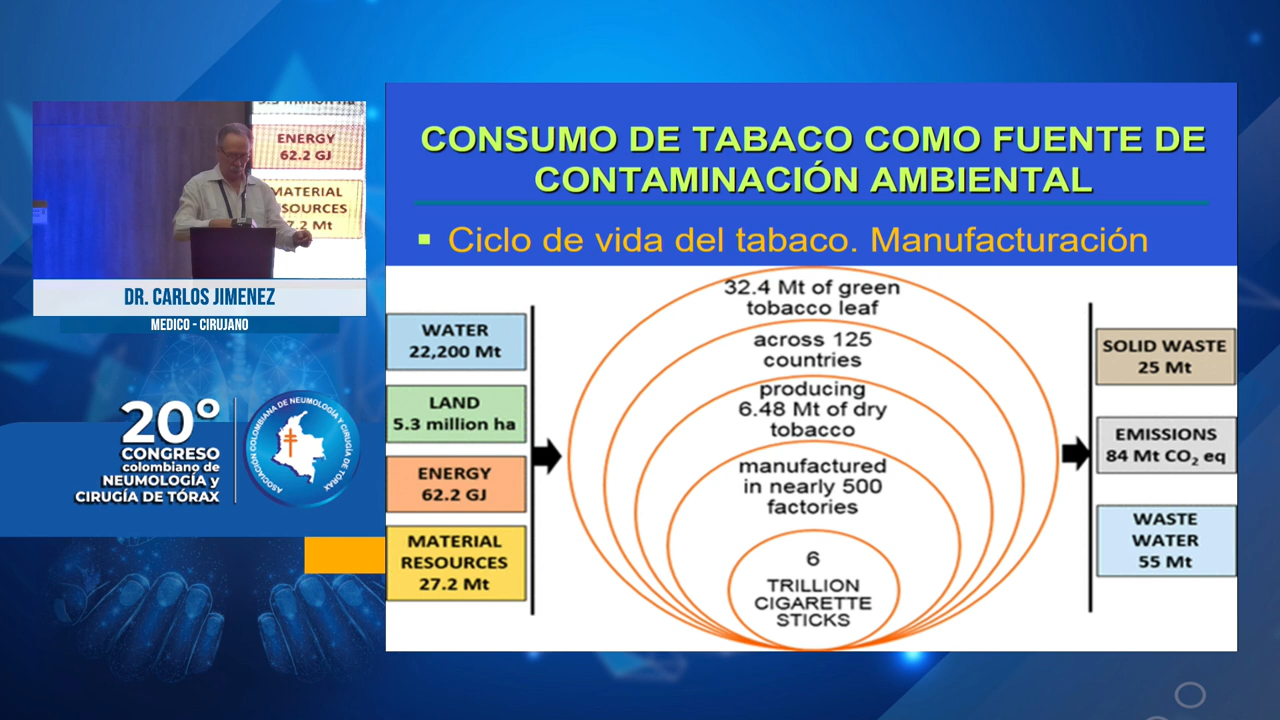 ENERGY
62.2 GJ
MATERIAL
DR. CARLOS JIMENEZ
MEDICO - CIRUJANO
20º
CONGRESO
colombiano de
NEUMOLOGÍA y
CIRUGÍA DE TÓRAX
ASOCIACIÓN COLOMBIANA DE NEUMOLOGÍA Y CIRUGÍA DE TÓRAX
CONSUMO DE TABACO COMO FUENTE DE
CONTAMINACIÓN AMBIENTAL
Ciclo de vida del tabaco. Manufacturación
WATER
22,200 Mt
LAND
5.3 million ha
ENERGY
62.2 GJ
MATERIAL
RESOURCES
27.2 Mt
32.4 Mt of green
tobacco leaf
across 125
countries
producing
6.48 Mt of dry
tobacco
manufactured
in nearly 500
factories
6
TRILLION
CIGARETTE
STICKS
SOLID WASTE
25 Mt
EMISSIONS
84 Mt CO₂ eq
WASTE
WATER
55 Mt